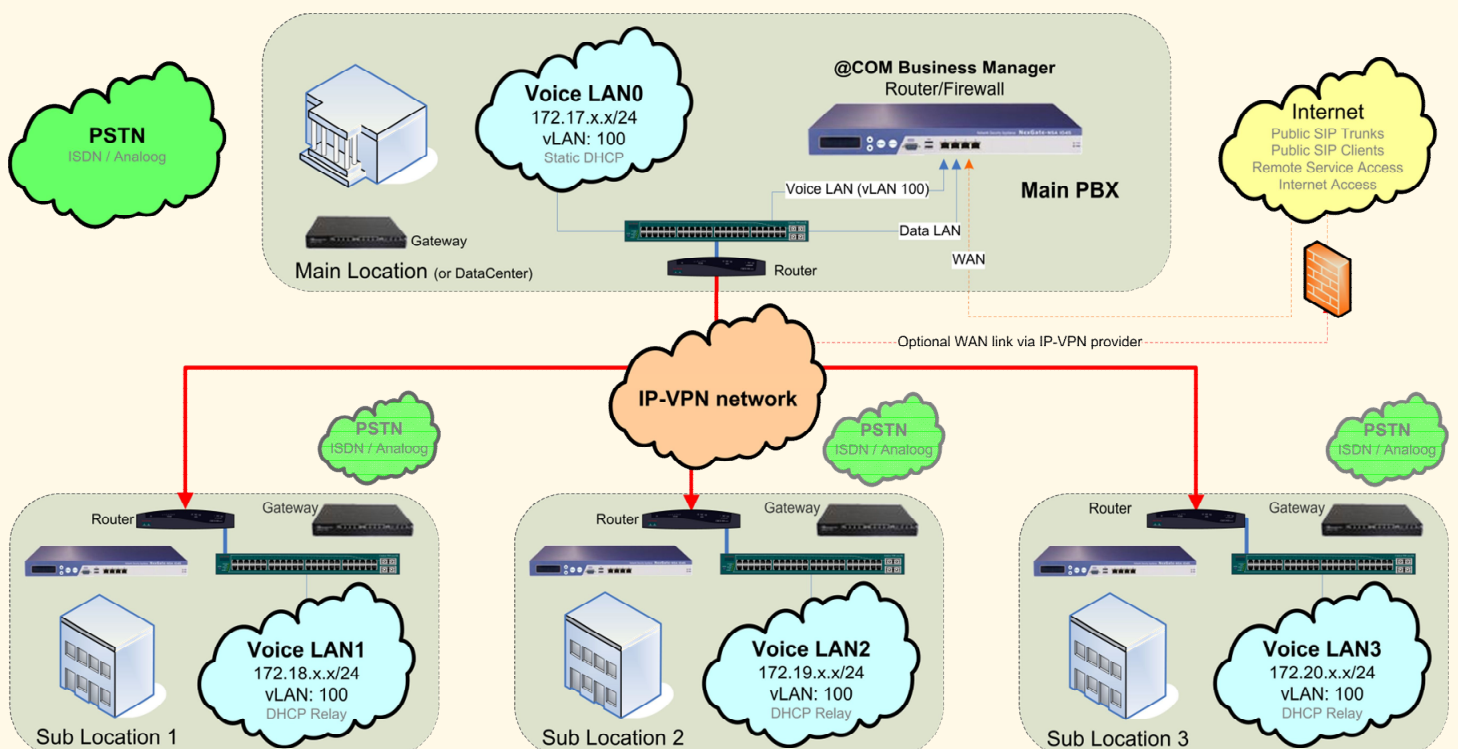 PSTN
ISDN / Analoog
Voice LAN0
172.17.x.x/24
vLAN: 100
Static DHCP
@COM Business Manager
Router/Firewall
Internet
Public SIP Trunks
Public SIP Clients
Remote Service Access
Internet Access
Voice LAN (vLAN 100)
Main PBX
Data LAN
WAN
Gateway
Main Location (or DataCenter)
Router
Optional WAN link via IP-VPN provider
IP-VPN network
PSTN
ISDN / Analoog
PSTN
ISDN / Analoog
PSTN
ISDN / Analoog
Router
Gateway
Voice LAN1
172.18.x.x/24
vLAN: 100
DHCP Relay
Sub Location 1
Router
Gateway
Voice LAN2
172.19.x.x/24
vLAN: 100
DHCP Relay
Sub Location 2
Router
Gateway
Voice LAN3
172.20.x.x/24
vLAN: 100
DHCP Relay
Sub Location 3